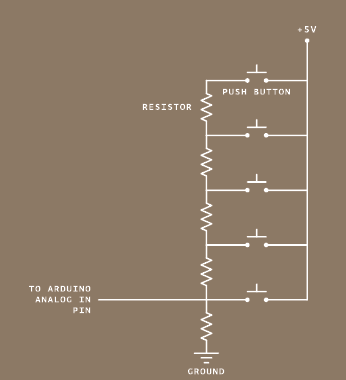 +5V
PUSH BUTTON
RESISTOR
TO ARDUINO
ANALOG IN
PIN
GROUND